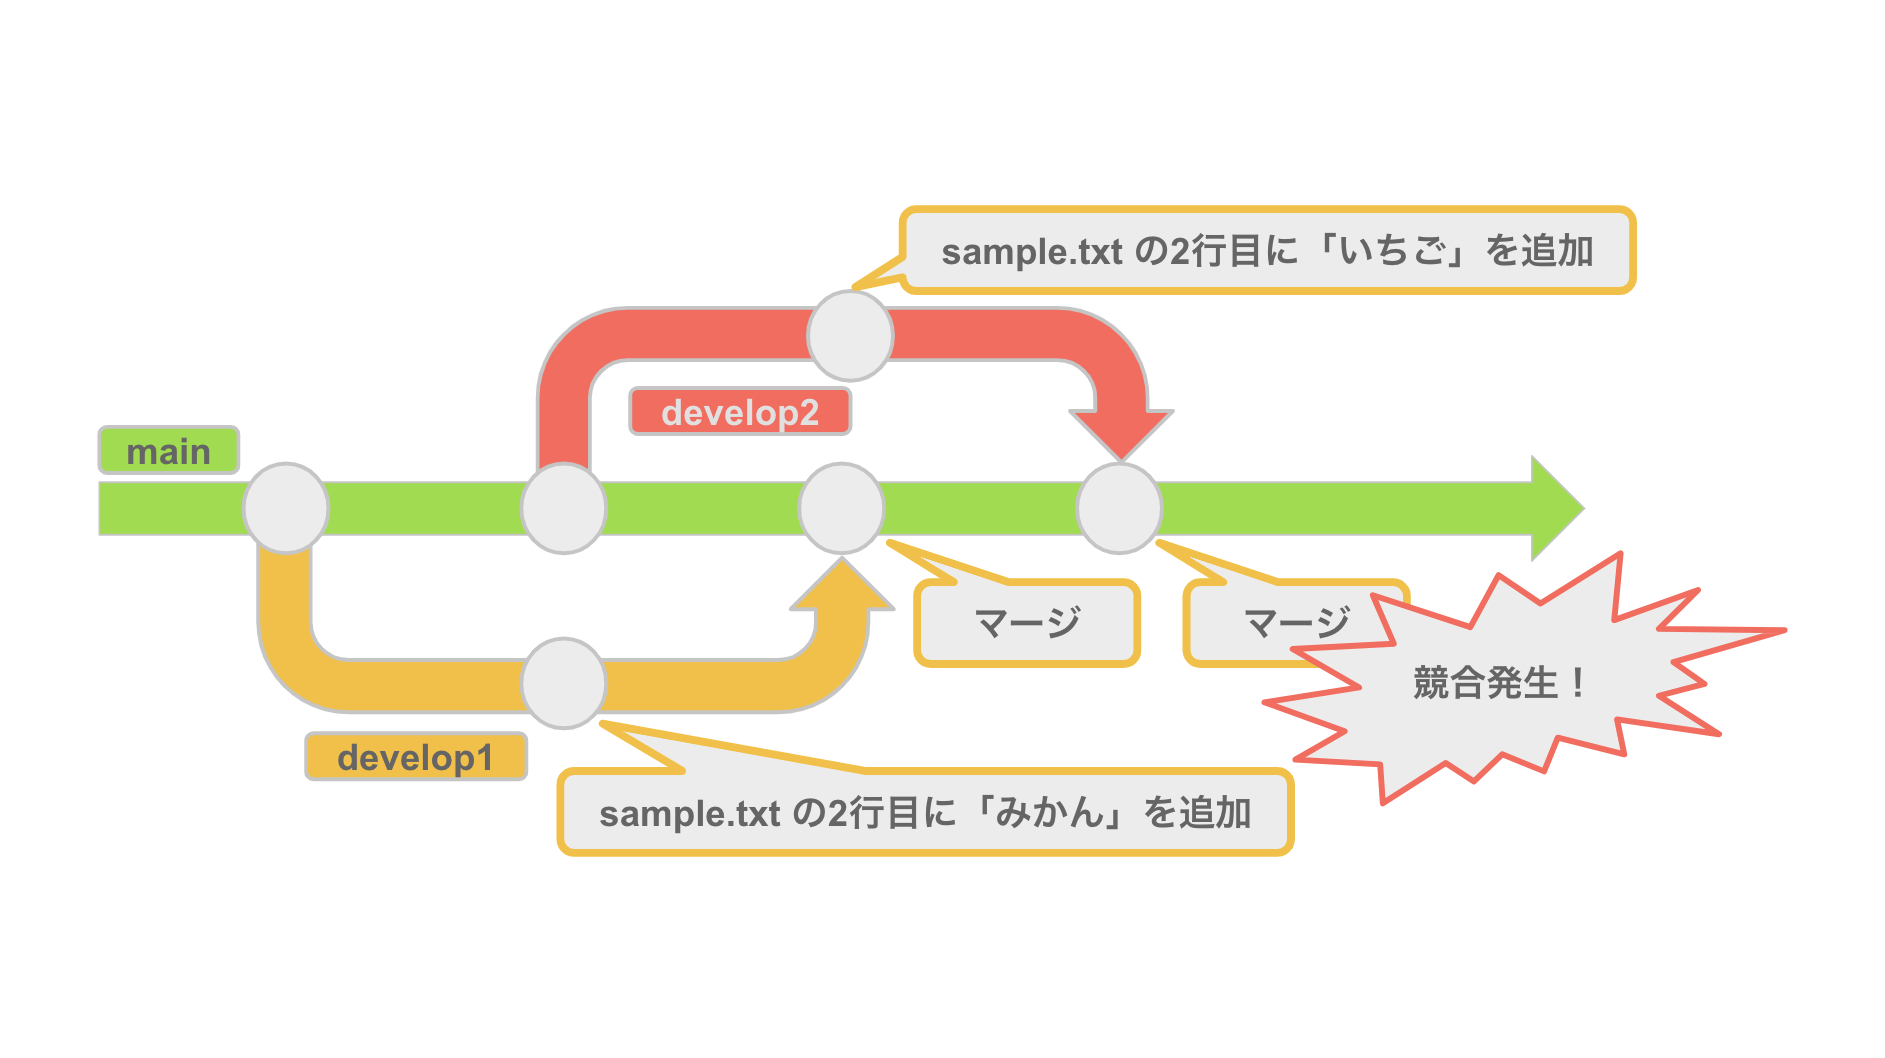 sample.txt の2行目に「いちご」を追加
develop2
main
マージ
マージ
競合発生！
develop1
sample.txt の2行目に「みかん」を追加